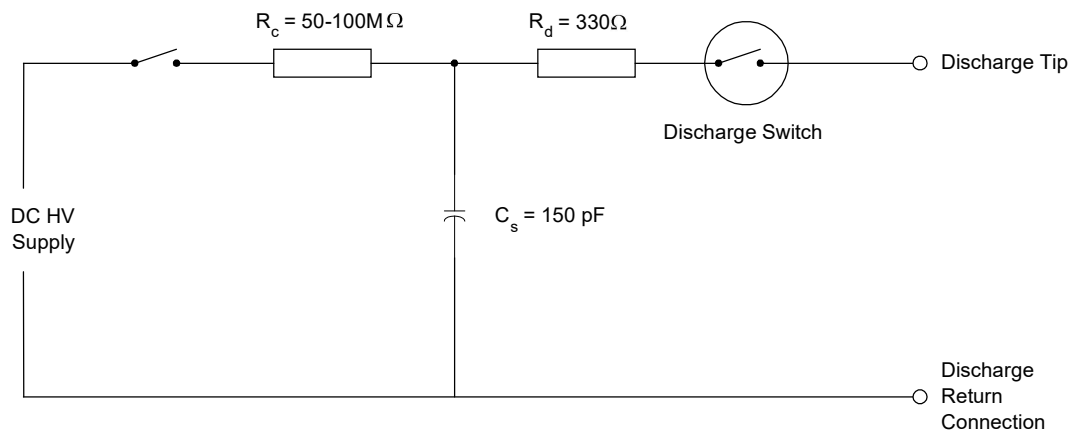 R_c = 50-100MΩ
R_d = 330Ω
Discharge Tip
Discharge Switch
DC HV
Supply
C_s = 150 pF
Discharge
Return
Connection